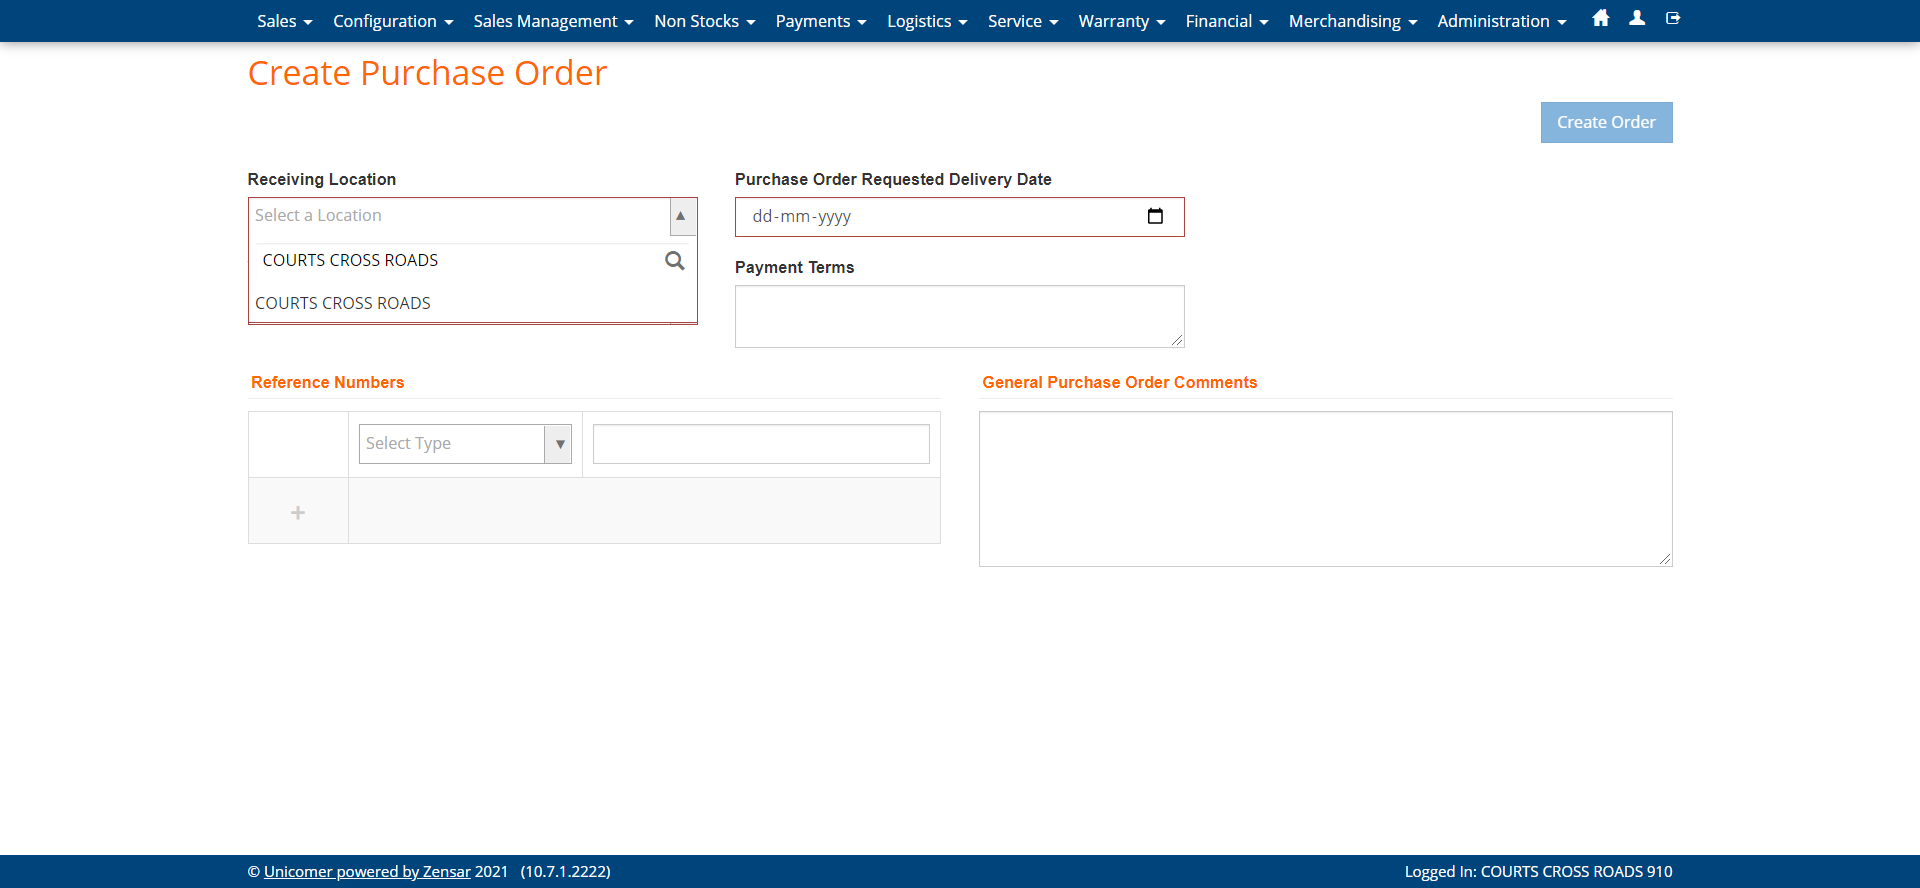 Sales Configuration Sales Management Non Stocks Payments Logistics Service Warranty Financial Merchandising Administration
Create Purchase Order
Create Order
Receiving Location
Purchase Order Requested Delivery Date
Select a Location
dd-mm-yyyy
COURTS CROSS ROADS
Payment Terms
COURTS CROSS ROADS
Reference Numbers
General Purchase Order Comments
Select Type
+
© Unicomer powered by Zensar 2021 (10.7.1.2222)
Logged In: COURTS CROSS ROADS 910